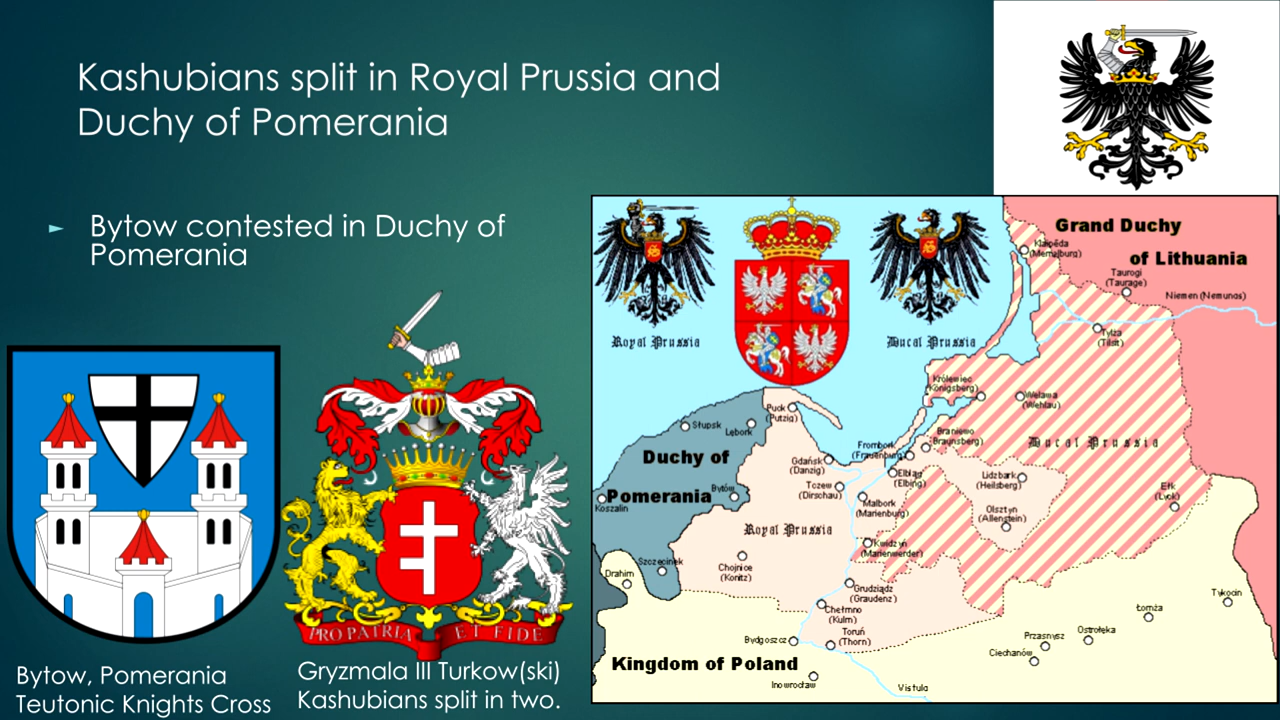 Kashubians split in Royal Prussia and
Duchy of Pomerania
Bytow contested in Duchy of
Pomerania
PRO PATRIA ET FIDE
Bytow, Pomerania
Teutonic Knights Cross
Gryzmala III Turkow(ski)
Kashubians split in two.
Royal Prussia
Ducal Prussia
Grand Duchy
of Lithuania
Klaipėda
(Memelburg)
Taurogi
(Taurage)
Niemen (Nemunas)
Tylża
(Tilsit)
Królewiec
(Königsberg)
Welawa
(Wehlau)
Puck
(Putzig)
Słupsk
Lębork
Braniewo
(Braunsberg)
Ducal Prussia
Frombork
(Frauenburg)
Duchy of
Pomerania
Gdańsk
(Danzig)
Elbląg
(Elbing)
Lidzbark
(Heilsberg)
Tczew
(Dirschau)
Ełk
(Lyck)
Bytów
Koszalin
Malbork
(Marienburg)
Olsztyn
(Allenstein)
Royal Prussia
Kwidzyń
(Marienwerder)
Szczecinek
Drahim
Chojnice
(Konitz)
Grudziądz
(Graudenz)
Chełmno
(Kulm)
Tykocin
Łomża
Toruń
(Thorn)
Bydgoszcz
Ostrołęka
Przasnysz
Ciechanów
Kingdom of Poland
Inowrocław
Vistula